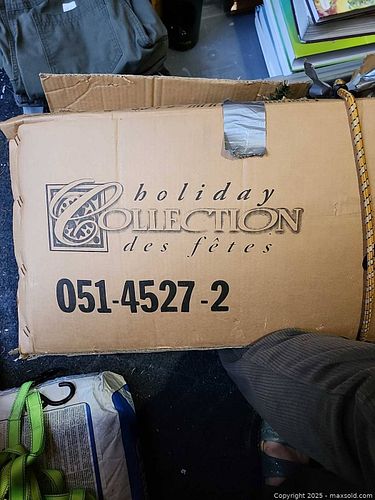 holiday
COLLECTION
des fêtes
051-4527-2
Copyright 2025 - maxsold.com